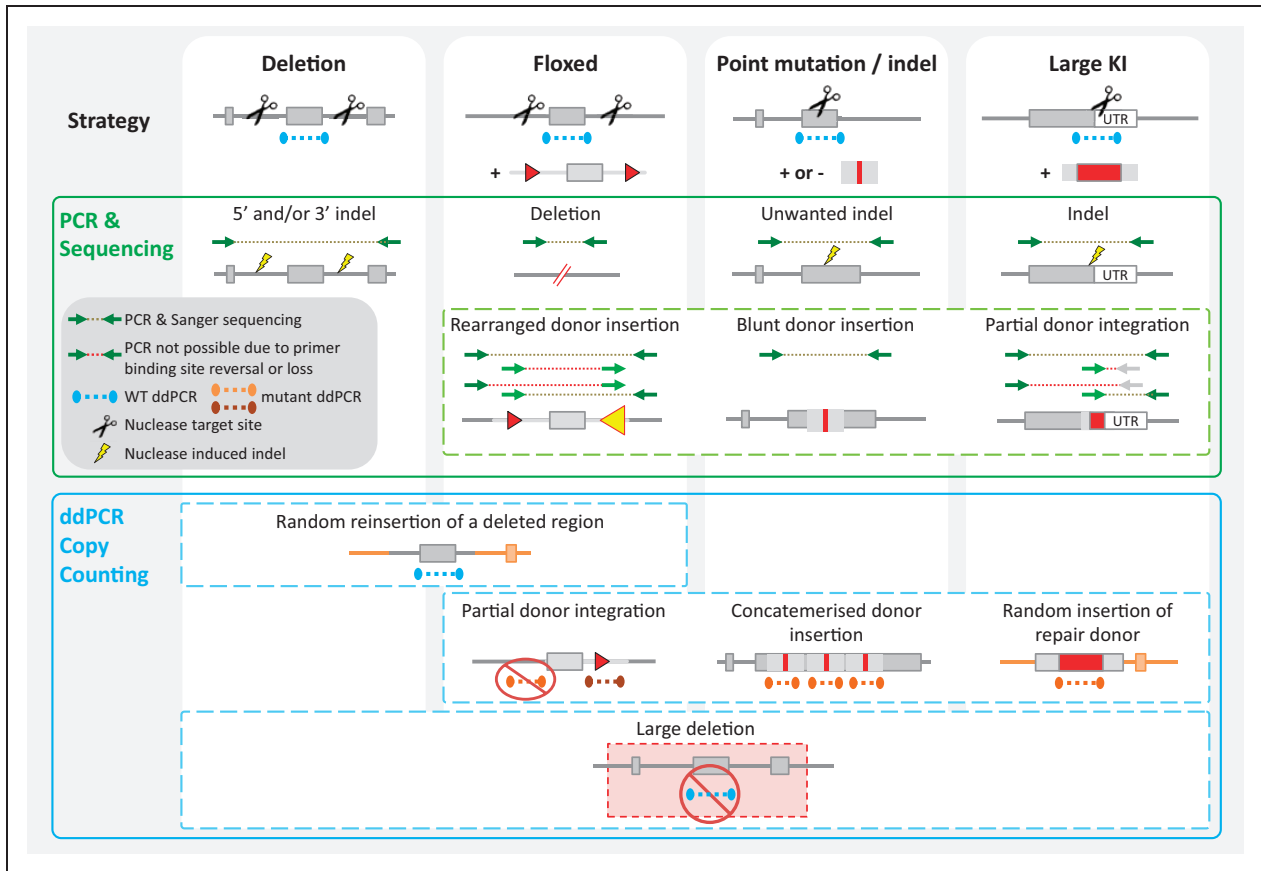 Deletion
Floxed
Point mutation / indel
Large KI
Strategy
UTR
+
+ or -
+
PCR &
Sequencing
5’ and/or 3’ indel
Deletion
Unwanted indel
Indel
UTR
PCR & Sanger sequencing
PCR not possible due to primer
binding site reversal or loss
WT ddPCR
mutant ddPCR
Nuclease target site
Nuclease induced indel
Rearranged donor insertion
Blunt donor insertion
Partial donor integration
UTR
ddPCR
Copy
Counting
Random reinsertion of a deleted region
Partial donor integration
Concatemerised donor
insertion
Random insertion of
repair donor
Large deletion